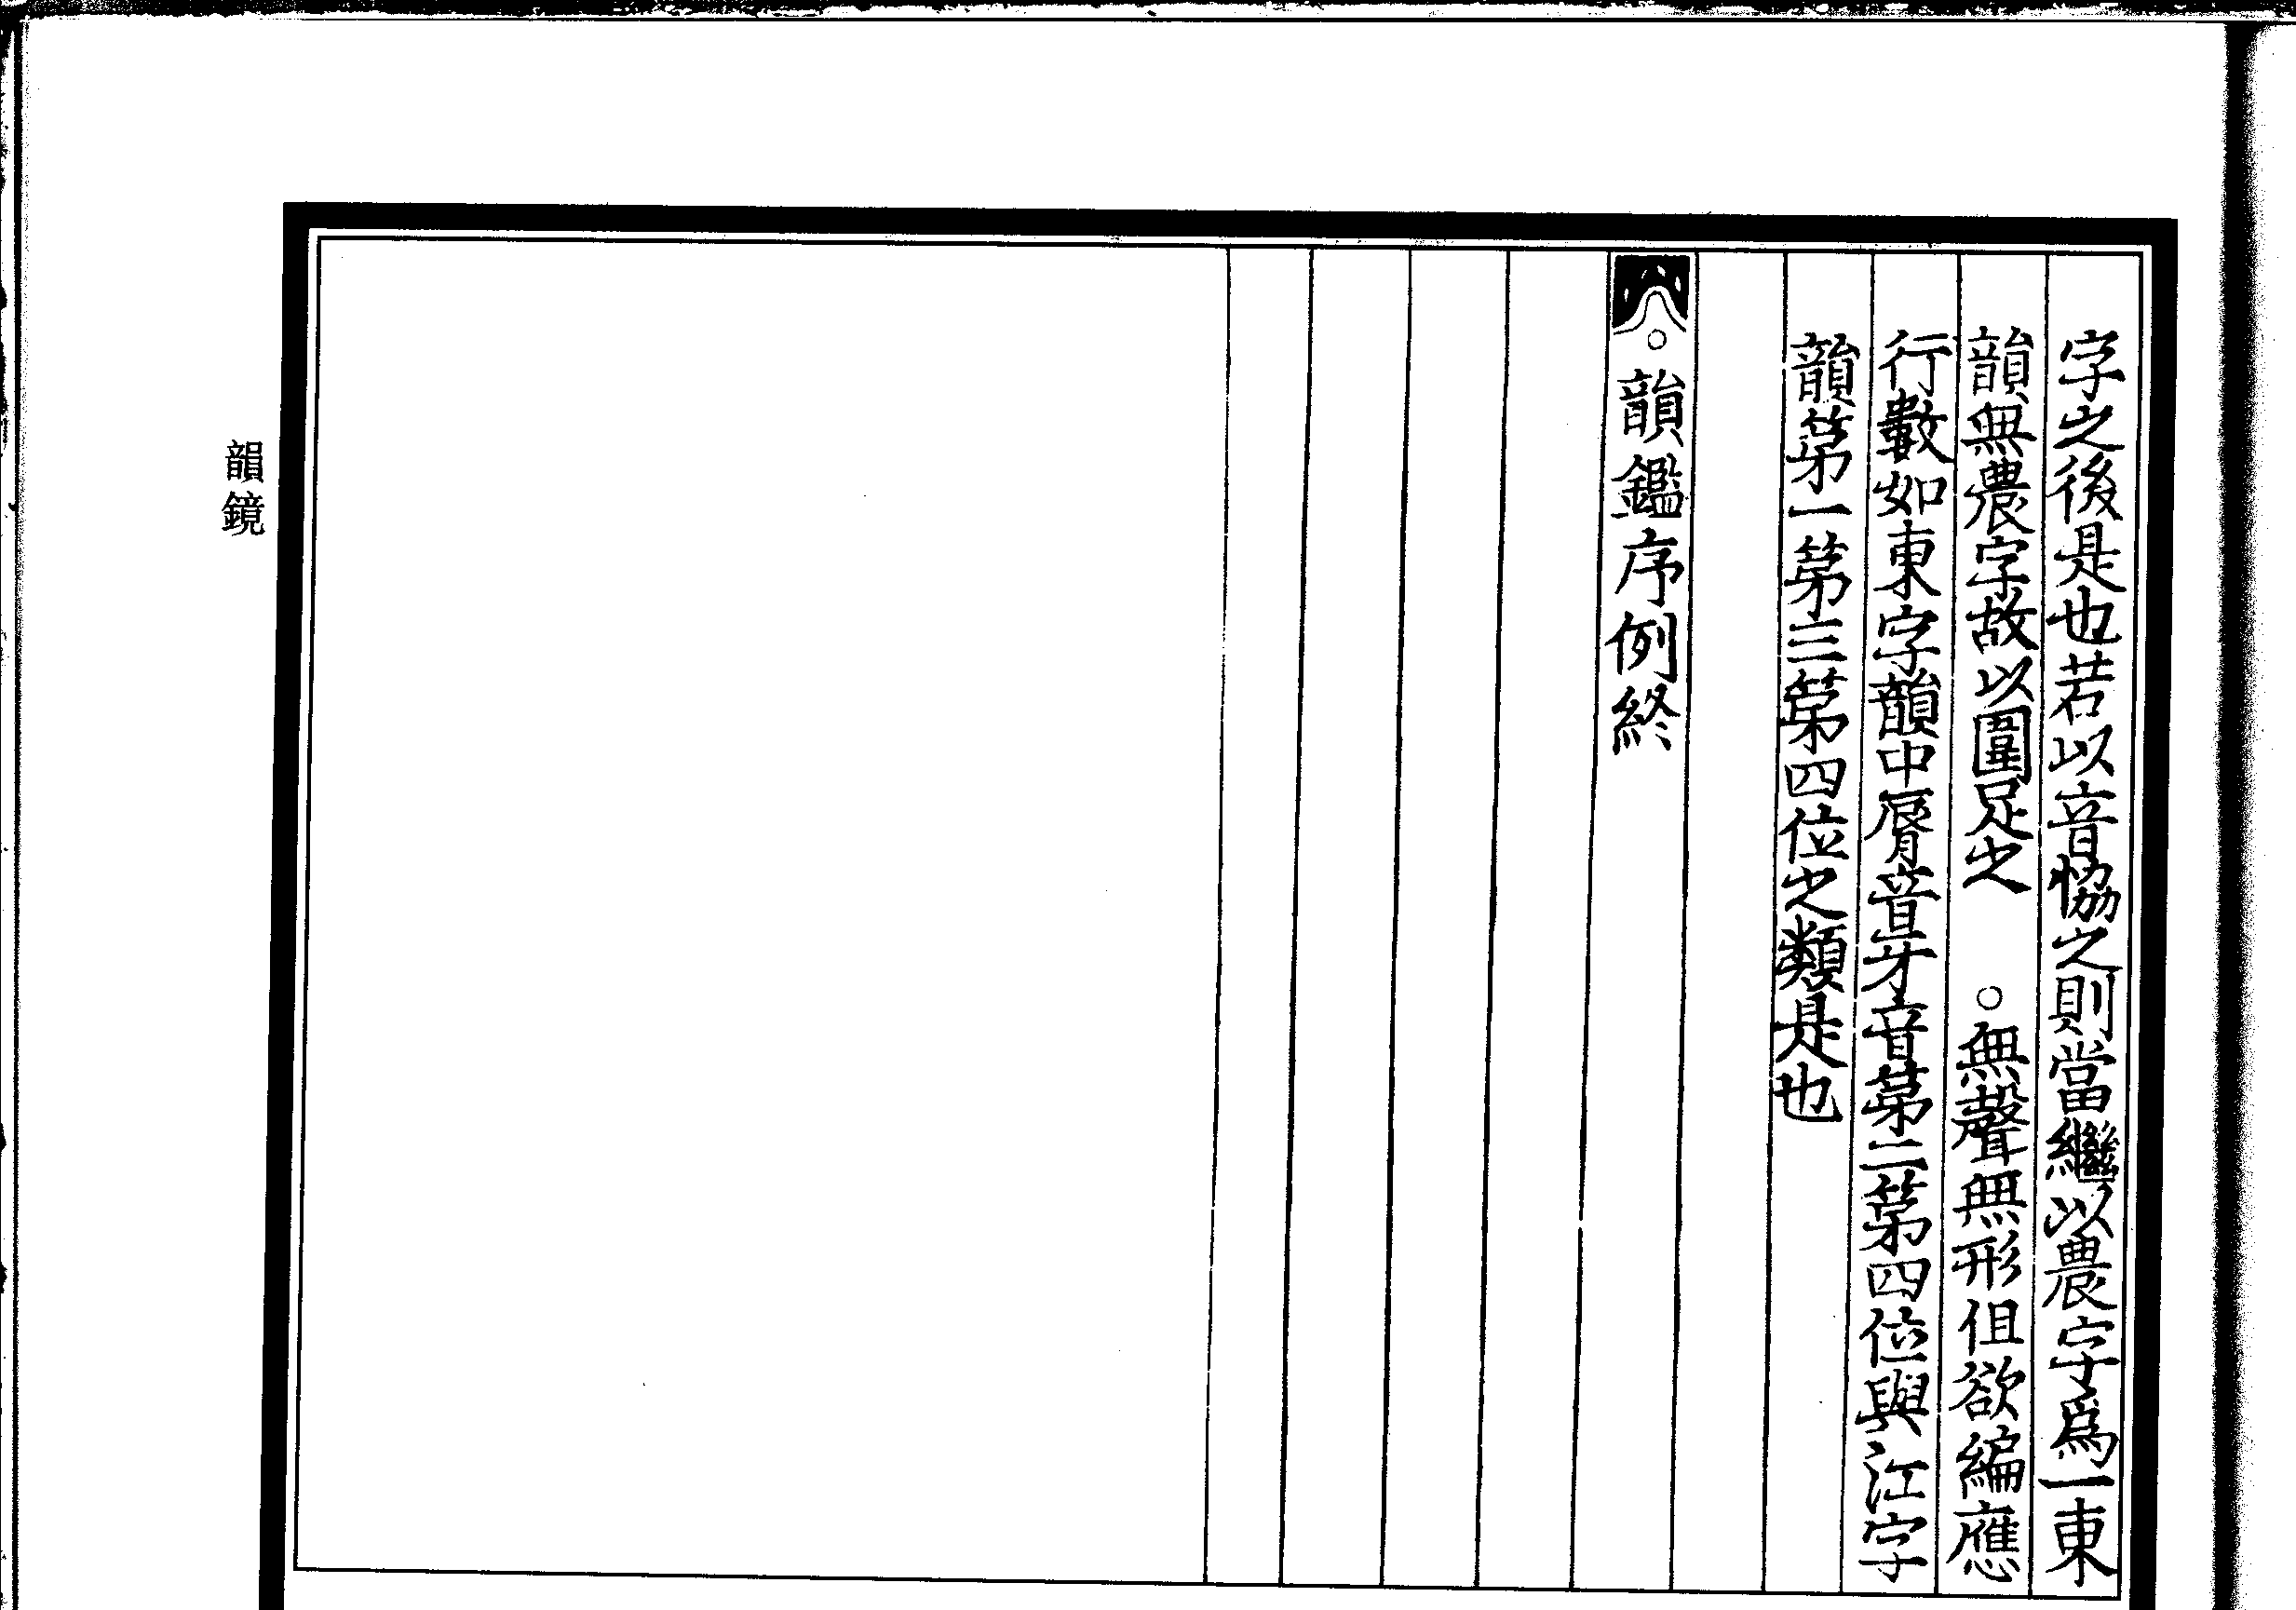 字之後是也若以音恊之則當繼以農字爲一東
韻無農字故以圍足之　○無聲無形但欲編應
行數如東字韻中脣音牙音第二第四位與江字
韻第一第三第四位之類是也
○韻鑑序例終
韻鏡